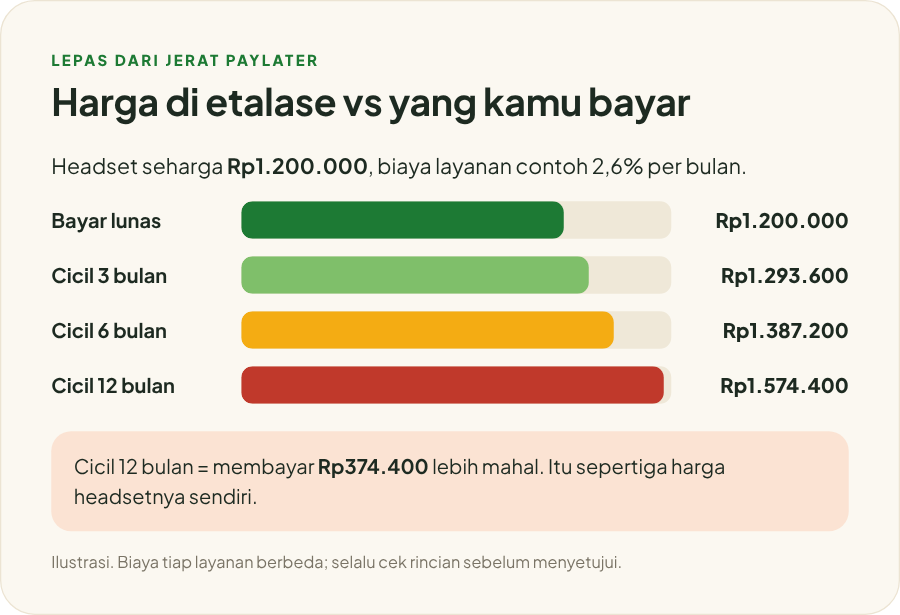 LEPAS DARI JERAT PAYLATER
Harga di etalase vs yang kamu bayar
Headset seharga Rp1.200.000, biaya layanan contoh 2,6% per bulan.
Bayar lunas Rp1.200.000
Cicil 3 bulan Rp1.293.600
Cicil 6 bulan Rp1.387.200
Cicil 12 bulan Rp1.574.400
Cicil 12 bulan = membayar Rp374.400 lebih mahal. Itu sepertiga harga
headsetnya sendiri.
Ilustrasi. Biaya tiap layanan berbeda; selalu cek rincian sebelum menyetujui.